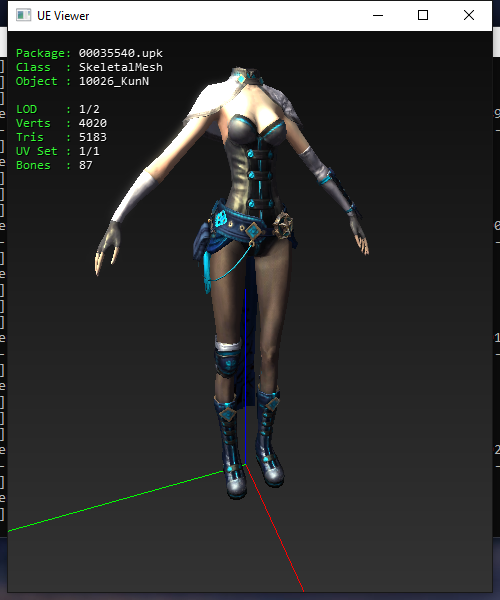 UE Viewer
Package: 00035540.upk
Class : SkeletalMesh
Object : 10026_KunN
LOD : 1/2
Verts : 4020
Tris : 5183
UV Set : 1/1
Bones : 87